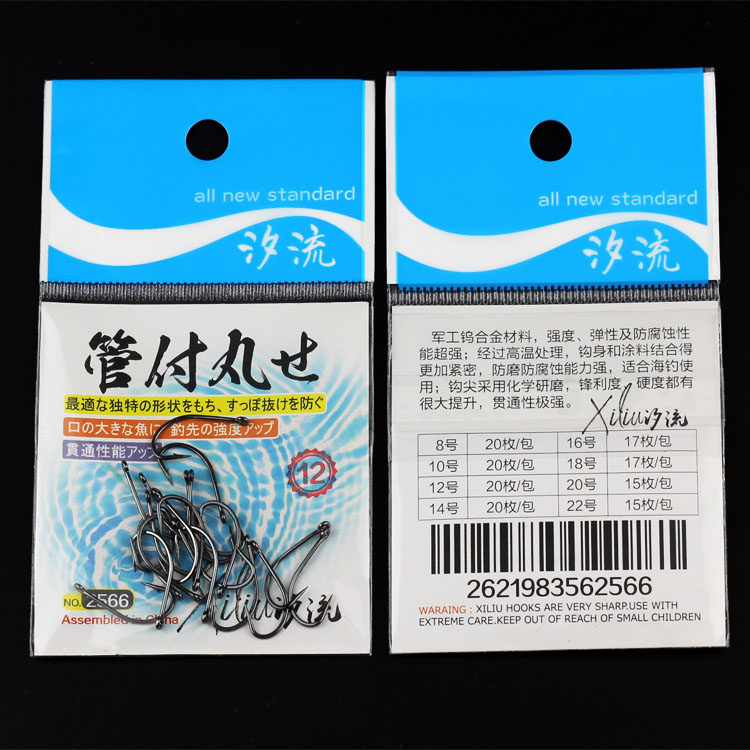 all new standard
汐流
管付丸せ
最適な独特の形状をもち、すっぽ抜けを防ぐ
口の大きな魚に 釣先の強度アップ
貫通性能アップ
12
NO. 2566
Assembled in China
Xiliu汐流
all new standard
汐流
军工钨合金材料，强度、弹性及防腐蚀性
能超强；经过高温处理，钩身和涂料结合得
更加紧密，防磨防腐蚀能力强，适合海钓使
用；钩尖采用化学研磨，锋利度，硬度都有
很大提升，贯通性极强。
Xiliu汐流
8号 20枚/包 16号 17枚/包
10号 20枚/包 18号 17枚/包
12号 20枚/包 20号 15枚/包
14号 20枚/包 22号 15枚/包
2621983562566
WARAING : XILIU HOOKS ARE VERY SHARP.USE WITH
EXTREME CARE.KEEP OUT OF REACH OF SMALL CHILDREN